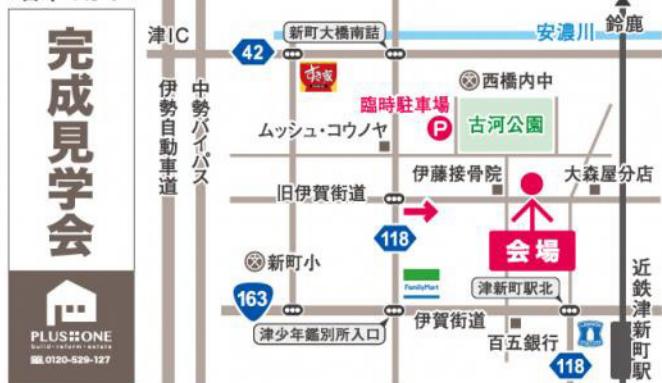 完成見学会
PLUS ONE
build・reform・estate
0120-529-127
津IC
42
新町大橋南詰
安濃川
鈴鹿
伊勢自動車道
中勢バイパス
すき家
西橋内中
臨時駐車場
P
古河公園
ムッシュ・コウノヤ
伊藤接骨院
大森屋分店
旧伊賀街道
118
会場
新町小
163
FamilyMart
津新町駅北
伊賀街道
津少年鑑別所入口
百五銀行
118
近鉄津新町駅